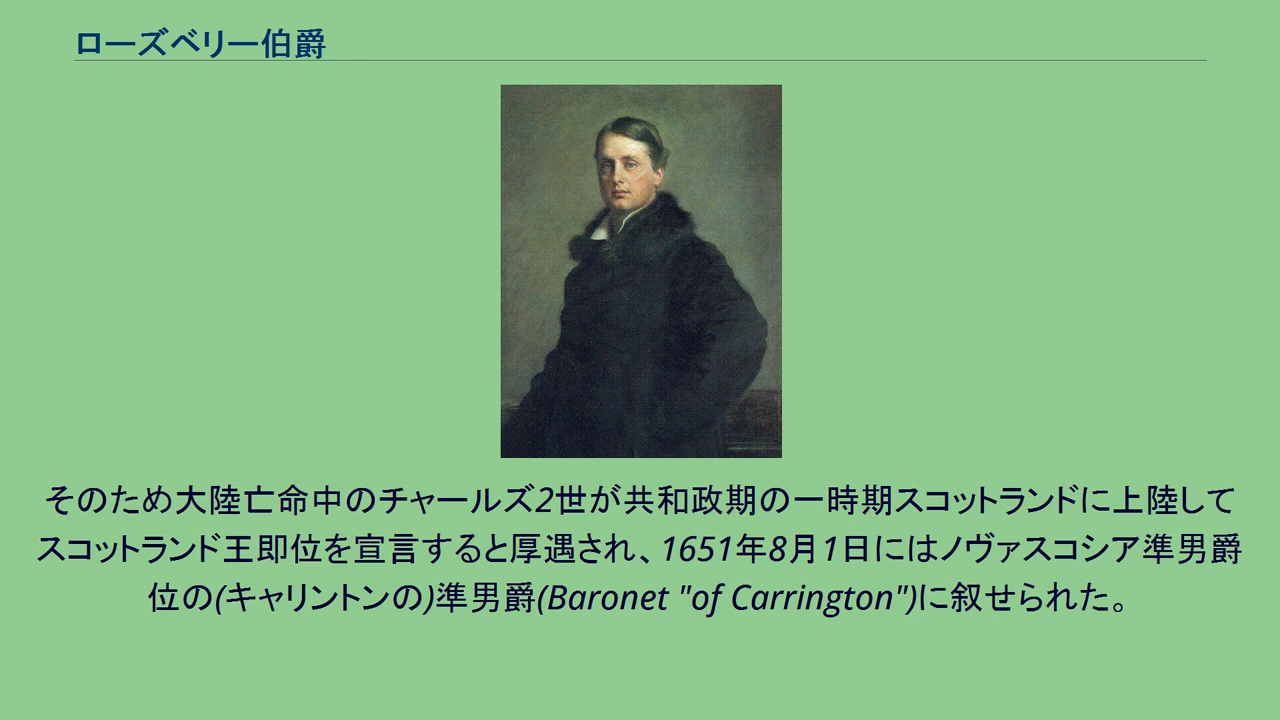 ローズベリー伯爵
そのため大陸亡命中のチャールズ2世が共和政期の一時期スコットランドに上陸して
スコットランド王即位を宣言すると厚遇され、1651年8月1日にはノヴァスコシア準男爵
位の(キャリントンの)準男爵(Baronet "of Carrington")に叙せられた。